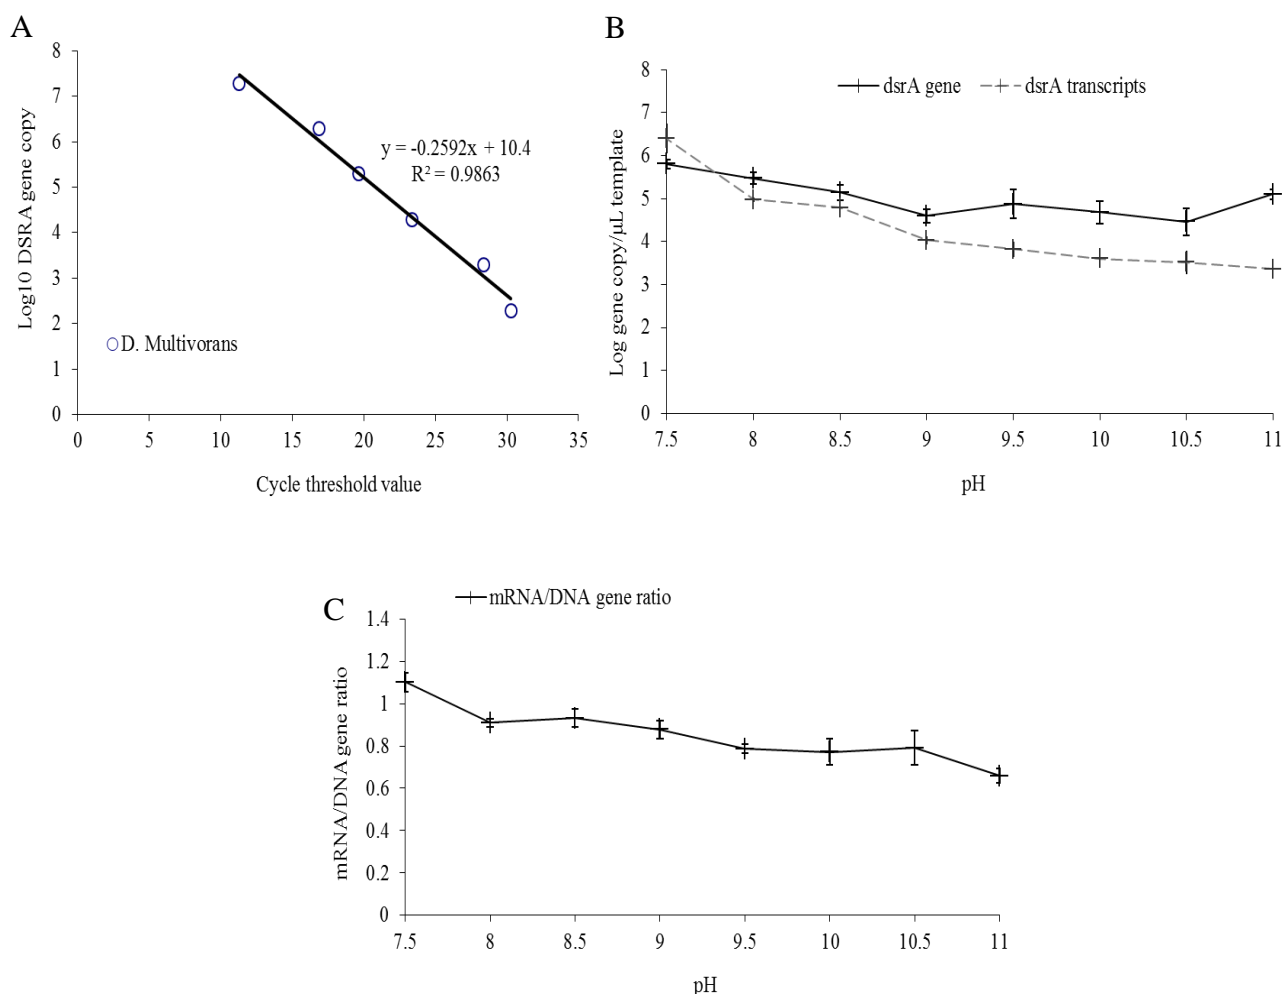 A
Log10 DSRA gene copy
8
7
6
5
4
3
2
1
0
y = -0.2592x + 10.4
R² = 0.9863
D. Multivorans
0 5 10 15 20 25 30 35
Cycle threshold value
B
Log gene copy/µL template
8
7
6
5
4
3
2
1
0
dsrA gene dsrA transcripts
7.5 8 8.5 9 9.5 10 10.5 11
pH
C
mRNA/DNA gene ratio
mRNA/DNA gene ratio
1.4
1.2
1
0.8
0.6
0.4
0.2
0
7.5 8 8.5 9 9.5 10 10.5 11
pH